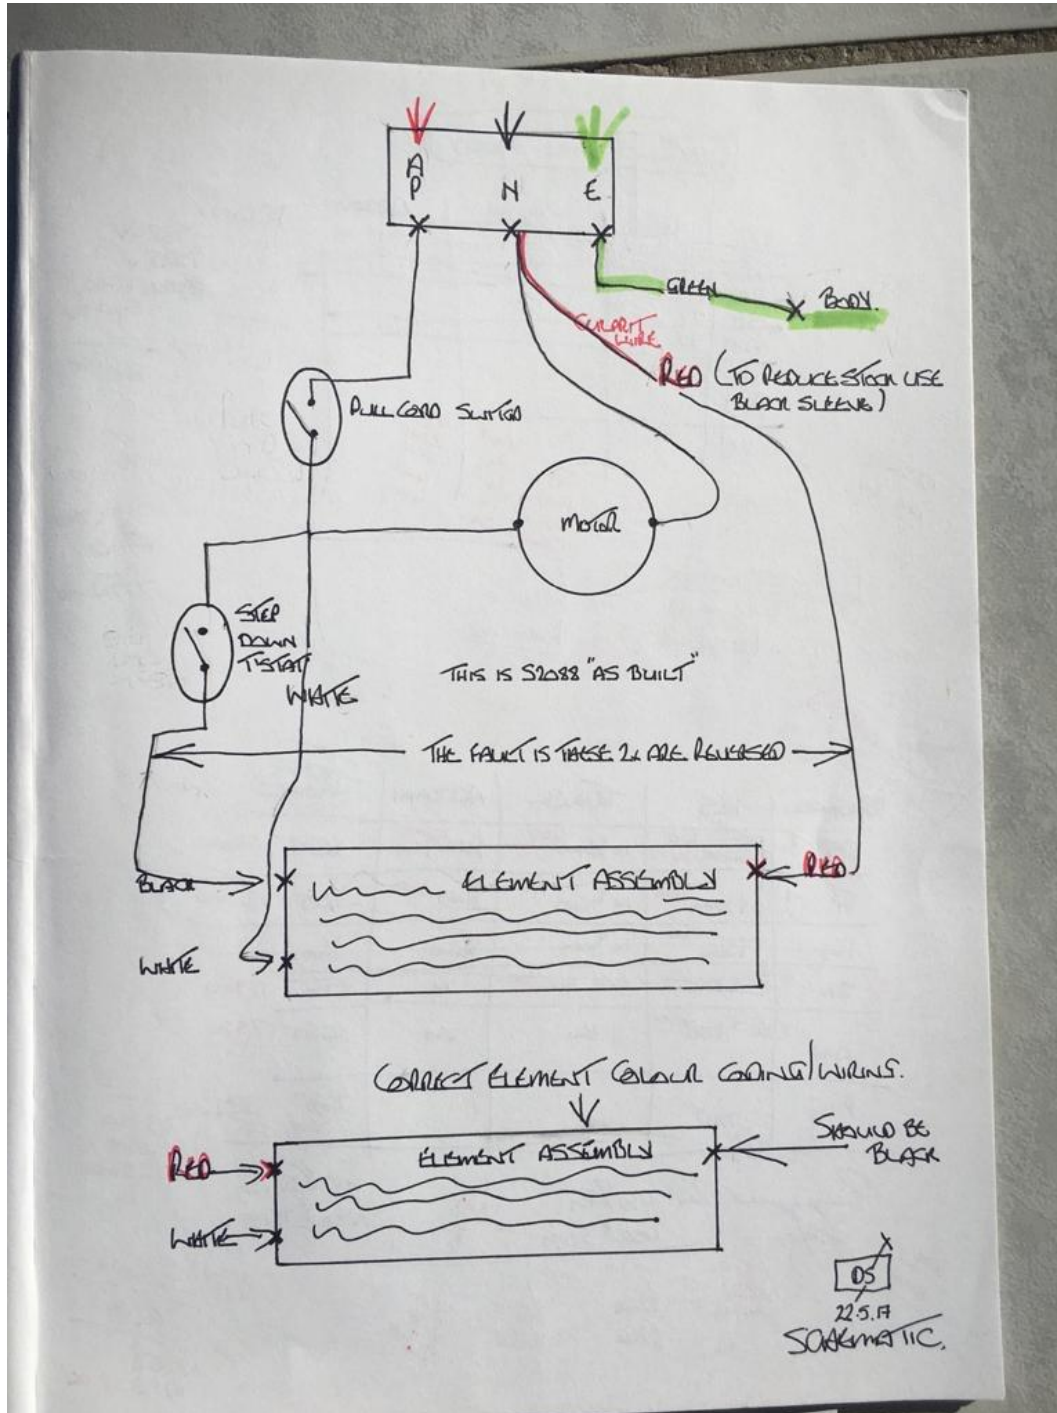 AP N E
GREEN
BODY.
CULPRIT
WIRE.
RED (TO REDUCE STOCK USE
BLACK SLEEVE)
PULL CORD SWITCH
MOTOR
STEP
DOWN
T'STAT
WHITE
THIS IS S2088 "AS BUILT"
THE FAULT IS THESE 2x ARE REVERSED
BLACK
ELEMENT ASSEMBLY
RED
WHITE
CORRECT ELEMENT COLOUR CODING/WIRING.
SHOULD BE
BLACK
RED
ELEMENT ASSEMBLY
WHITE
DS
22.5.17
SCHEMATIC.